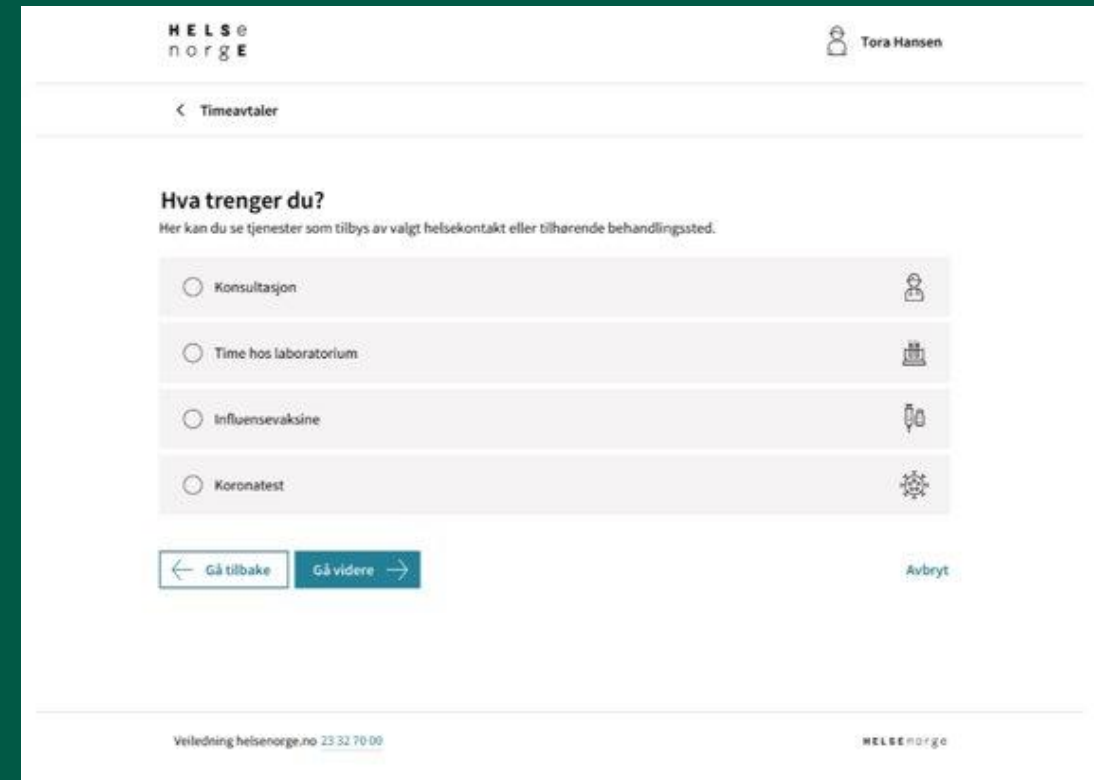 HELSe
norgE
Tora Hansen
Timeavtaler
Hva trenger du?
Her kan du se tjenester som tilbys av valgt helsekontakt eller tilhørende behandlingssted.
Konsultasjon
Time hos laboratorium
Influensevaksine
Koronatest
Gå tilbake
Gå videre
Avbryt
Veiledning helsenorge.no 23 32 70 00
HELSEnorge